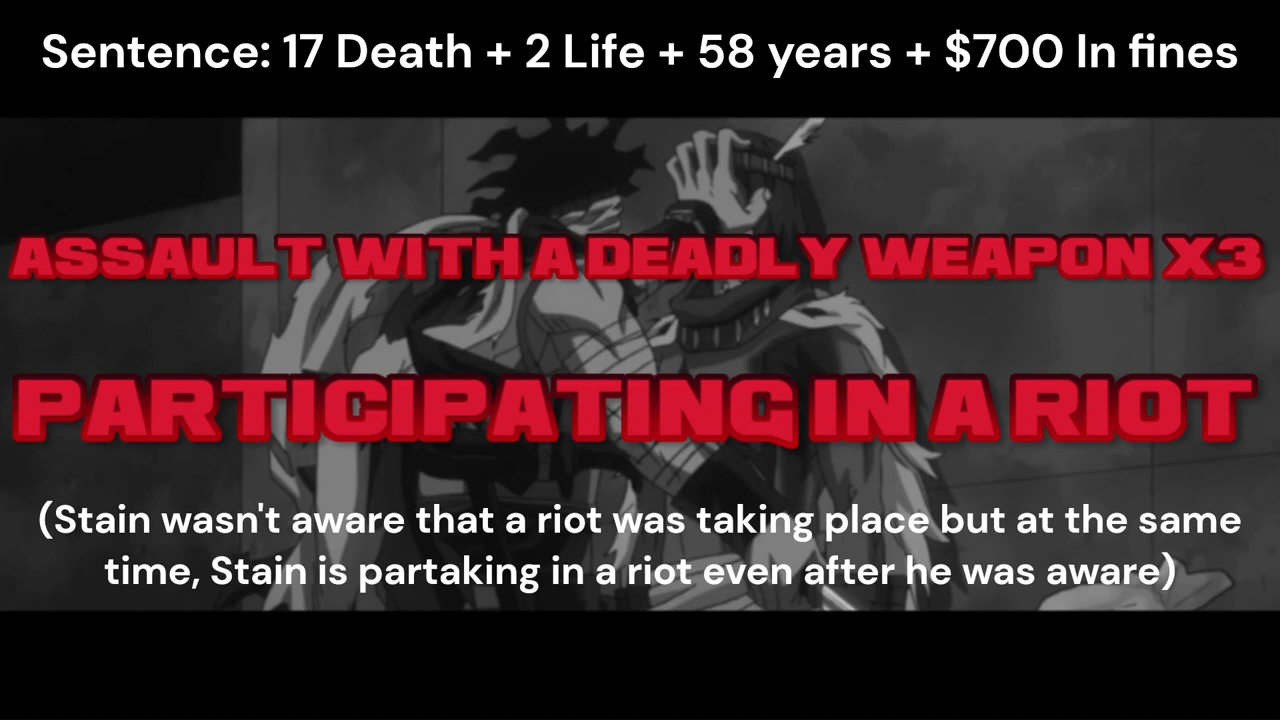 Sentence: 17 Death + 2 Life + 58 years + $700 In fines
ASSAULT WITH A DEADLY WEAPON X3
PARTICIPATING IN A RIOT
(Stain wasn't aware that a riot was taking place but at the same
time, Stain is partaking in a riot even after he was aware)